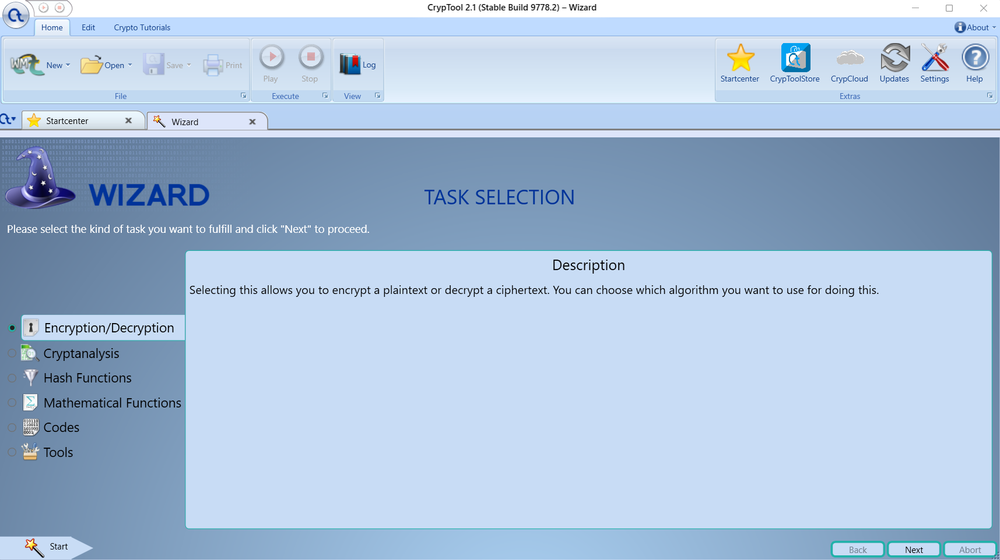 CrypTool 2.1 (Stable Build 9778.2) – Wizard
Home Edit Crypto Tutorials About
New Open Save Print Play Stop Log Startcenter CrypToolStore CrypCloud Updates Settings Help
File Execute View Extras
Startcenter Wizard
WIZARD
TASK SELECTION
Please select the kind of task you want to fulfill and click "Next" to proceed.
Description
Selecting this allows you to encrypt a plaintext or decrypt a ciphertext. You can choose which algorithm you want to use for doing this.
Encryption/Decryption
Cryptanalysis
Hash Functions
Mathematical Functions
Codes
Tools
Start
Back Next Abort